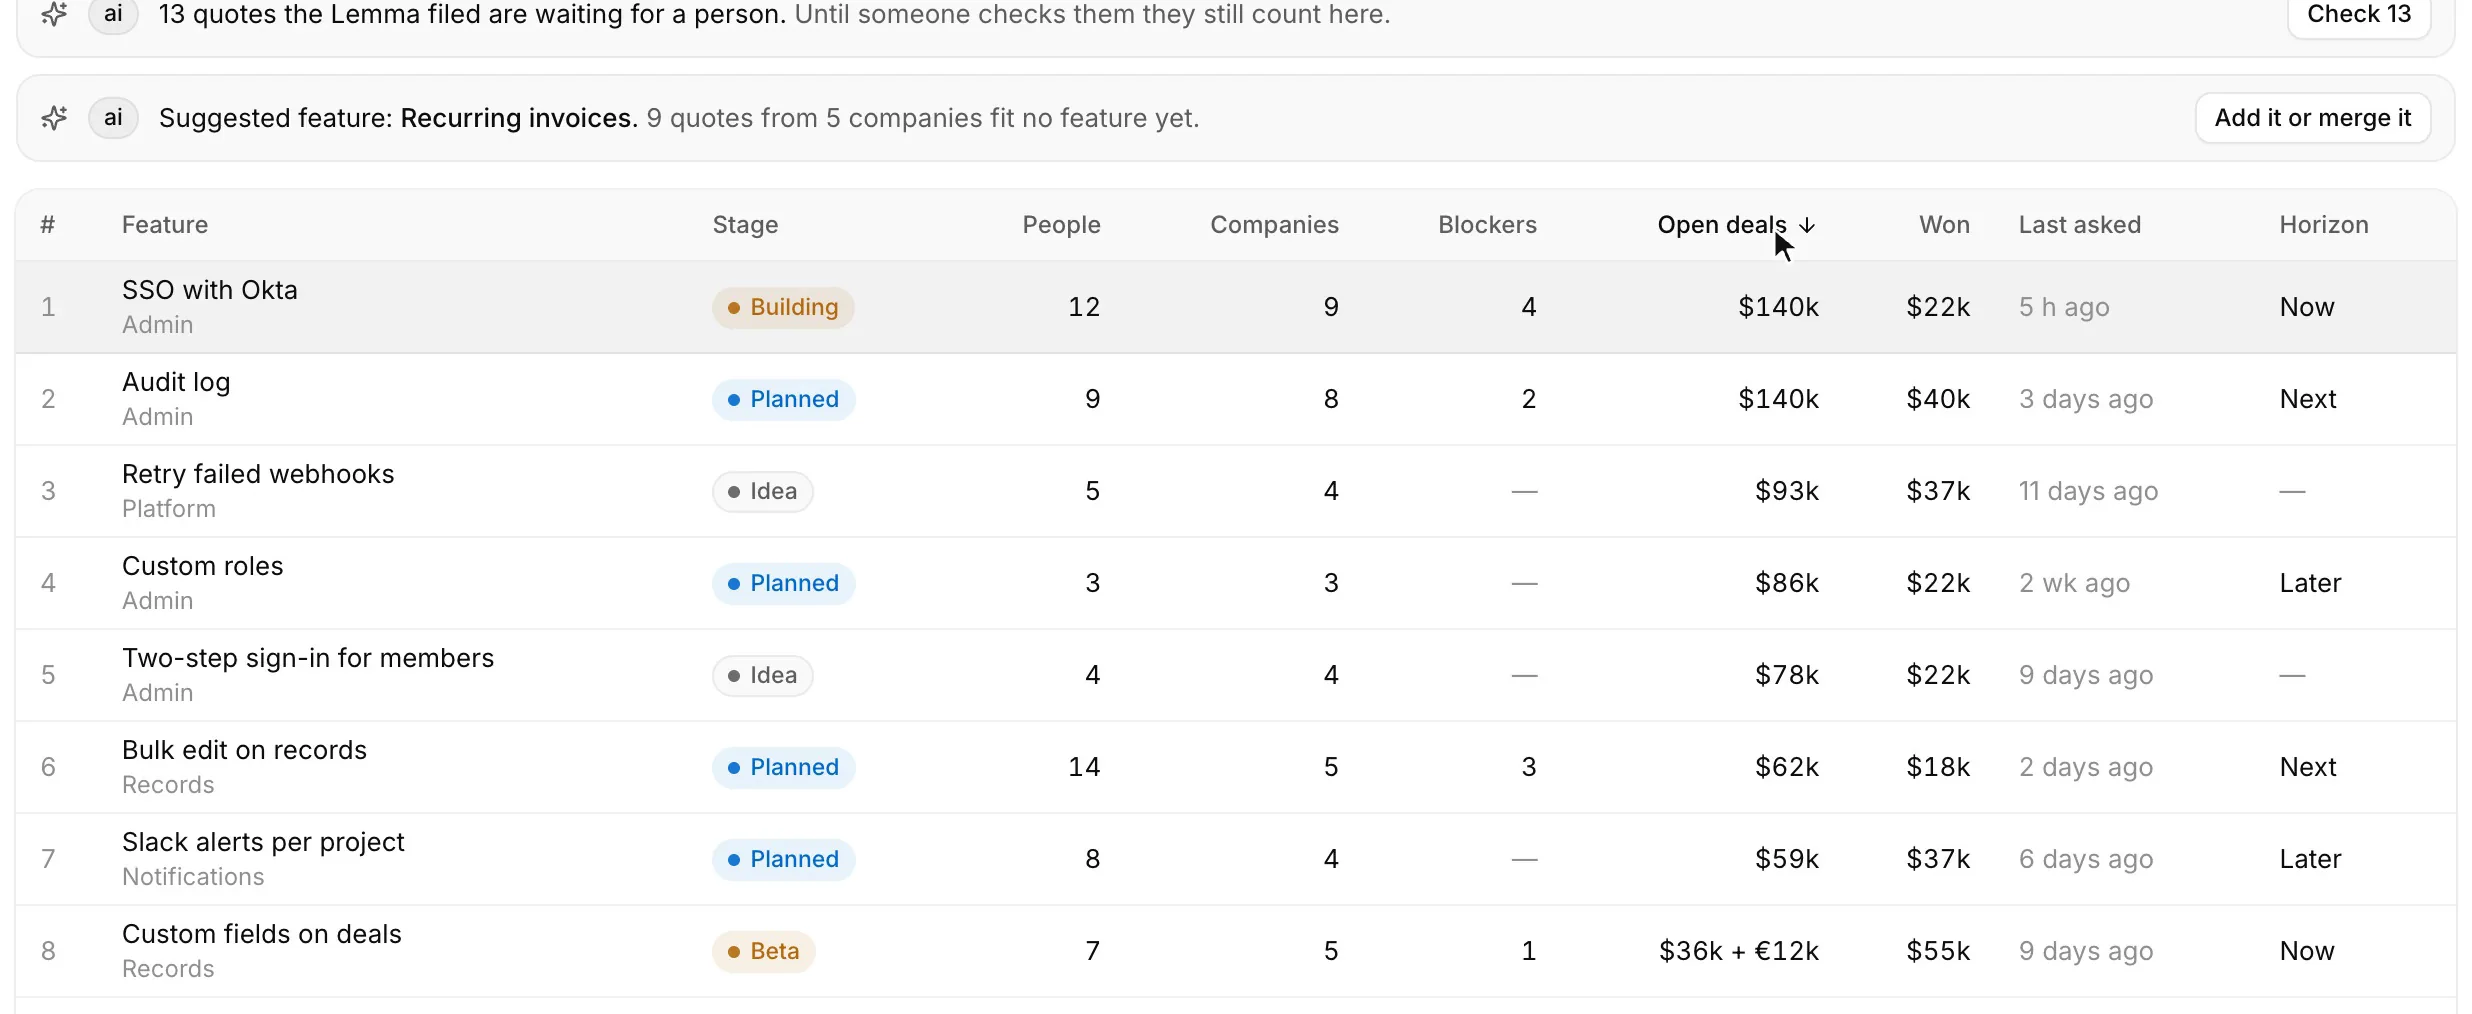 ai 13 quotes the Lemma filed are waiting for a person. Until someone checks them they still count here. Check 13
ai Suggested feature: Recurring invoices. 9 quotes from 5 companies fit no feature yet. Add it or merge it
# Feature Stage People Companies Blockers Open deals ↓ Won Last asked Horizon
SSO with Okta
1 Building 12 9 4 $140k $22k 5 h ago Now
Admin
Audit log
2 Planned 9 8 2 $140k $40k 3 days ago Next
Admin
Retry failed webhooks
3 Idea 5 4 — $93k $37k 11 days ago —
Platform
Custom roles
4 Planned 3 3 — $86k $22k 2 wk ago Later
Admin
Two-step sign-in for members
5 Idea 4 4 — $78k $22k 9 days ago —
Admin
Bulk edit on records
6 Planned 14 5 3 $62k $18k 2 days ago Next
Records
Slack alerts per project
7 Planned 8 4 — $59k $37k 6 days ago Later
Notifications
Custom fields on deals
8 Beta 7 5 1 $36k + €12k $55k 9 days ago Now
Records